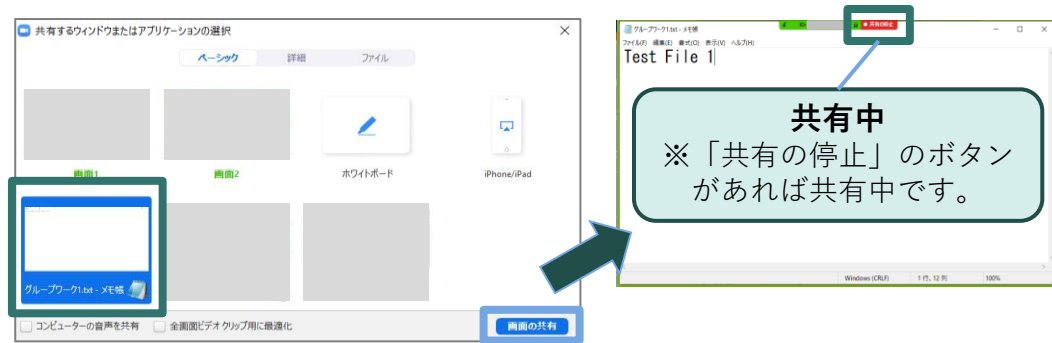 共有するウィンドウまたはアプリケーションの選択
ベーシック 詳細 ファイル
画面1 画面2 ホワイトボード iPhone/iPad
グループワーク1.txt - メモ帳
コンピューターの音声を共有 全画面ビデオ クリップ用に最適化
画面の共有
グループワーク1.txt - メモ帳
共有の停止
ファイル(F) 編集(E) 書式(O) 表示(V) ヘルプ(H)
Test File 1
共有中
※「共有の停止」のボタン
があれば共有中です。
Windows (CRLF) 1 行、12 列 100%